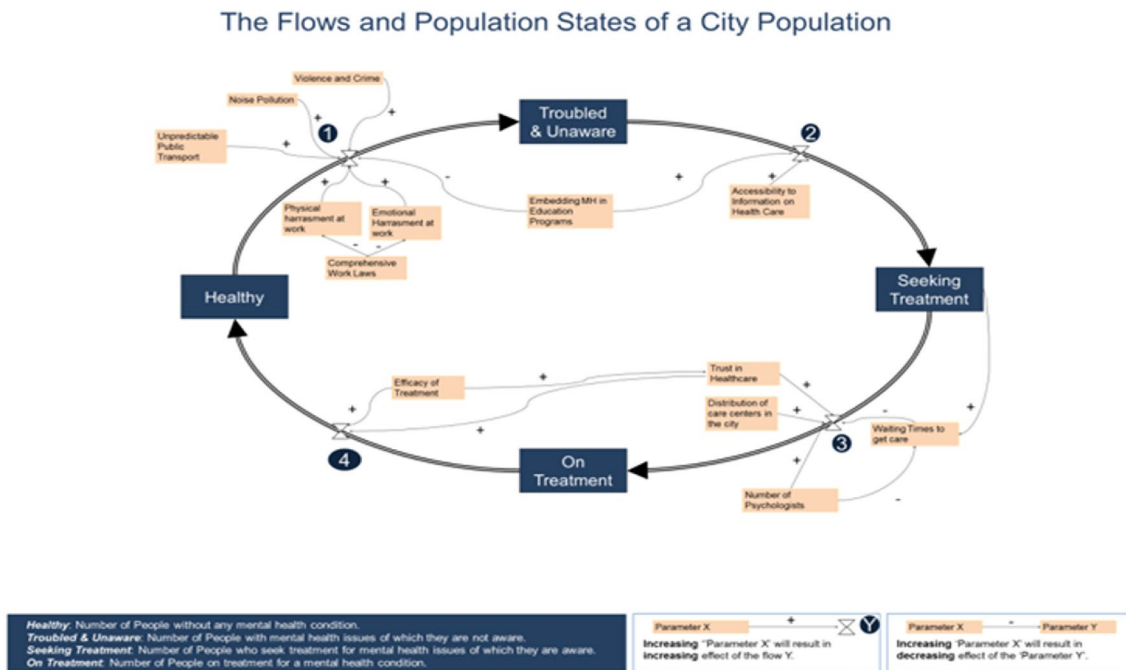 The Flows and Population States of a City Population
Violence and Crime
Noise Pollution
+
+
1
Troubled
& Unaware
2
Unpredictable
Public
Transport
+
-
+
+
+
Embedding MH in
Education
Programs
Accessibility to
Information on
Health Care
+
Physical
harrasment at
work
Emotional
Harrasment at
work
-
-
Comprehensive
Work Laws
Healthy
Seeking
Treatment
Efficacy of
Treatment
+
Trust in
Healthcare
+
+
+
Distribution of
care centers in
the city
+
-
+
Waiting Times to
get care
3
4
On
Treatment
+
Number of
Psychologists
-
Healthy: Number of People without any mental health condition.
Troubled & Unaware: Number of People with mental health issues of which they are not aware.
Seeking Treatment: Number of People who seek treatment for mental health issues of which they are aware.
On Treatment: Number of People on treatment for a mental health condition.
Parameter X
+
Y
Increasing "Parameter X' will result in
increasing effect of the flow Y.
Parameter X
-
Parameter Y
Increasing 'Parameter X' will result in
decreasing effect of the 'Parameter Y'.